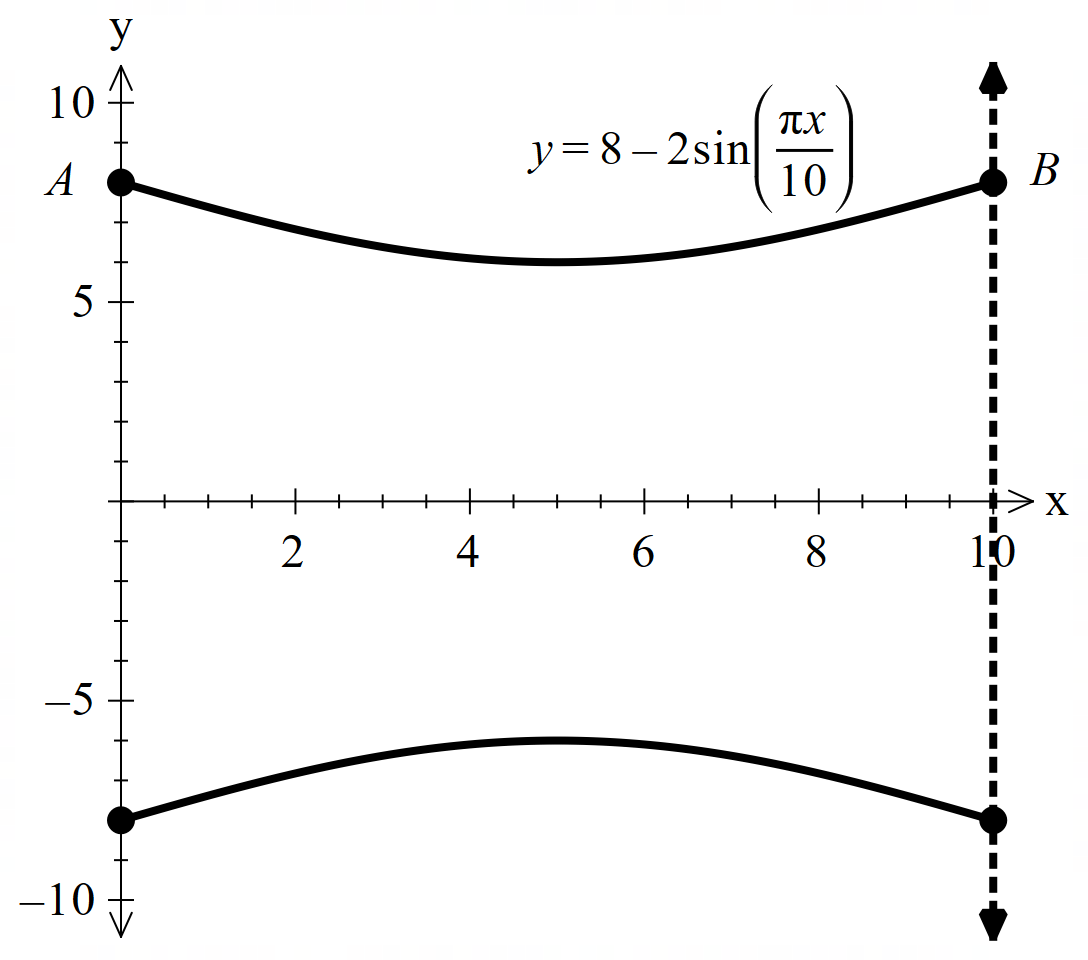 y
10
A
y = 8 – 2sin(πx/10)
B
5
x
2 4 6 8 10
–5
–10